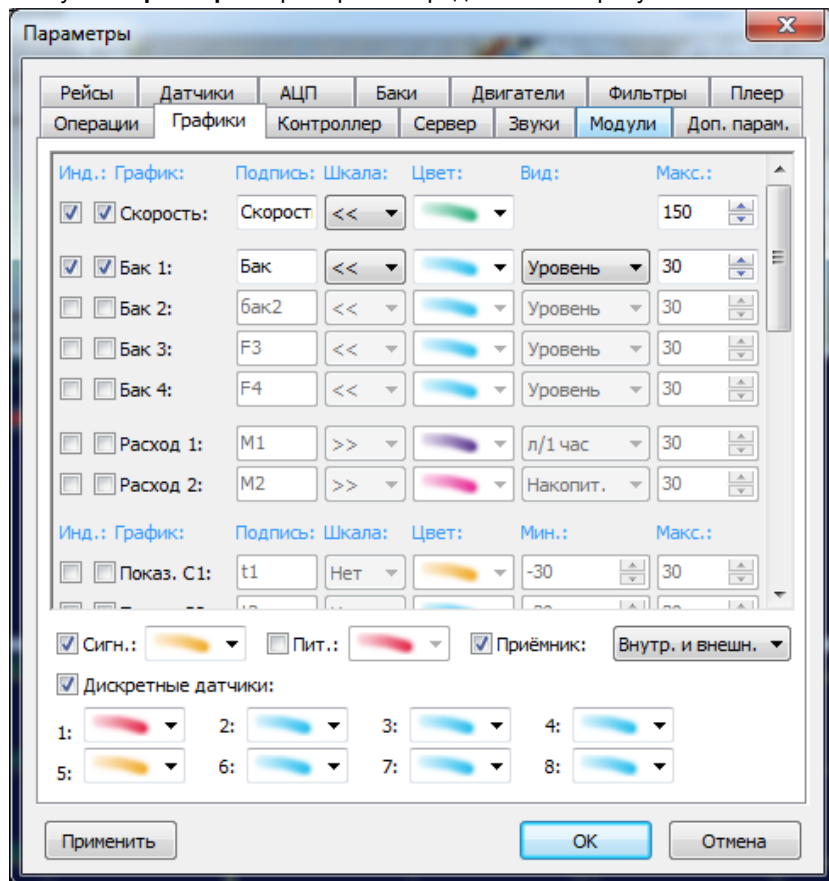 Параметры
Рейсы Датчики АЦП Баки Двигатели Фильтры Плеер
Операции Графики Контроллер Сервер Звуки Модули Доп. парам.
Инд.: График: Подпись: Шкала: Цвет: Вид: Макс.:
Скорость: Скорост << 150
Бак 1: Бак << Уровень 30
Бак 2: бак2 << Уровень 30
Бак 3: F3 << Уровень 30
Бак 4: F4 << Уровень 30
Расход 1: M1 >> л/1 час 30
Расход 2: M2 >> Накопит. 30
Инд.: График: Подпись: Шкала: Цвет: Мин.: Макс.:
Показ. С1: t1 Нет -30 30
Сигн.: Пит.: Приёмник: Внутр. и внешн.
Дискретные датчики:
1: 2: 3: 4:
5: 6: 7: 8:
Применить OK Отмена